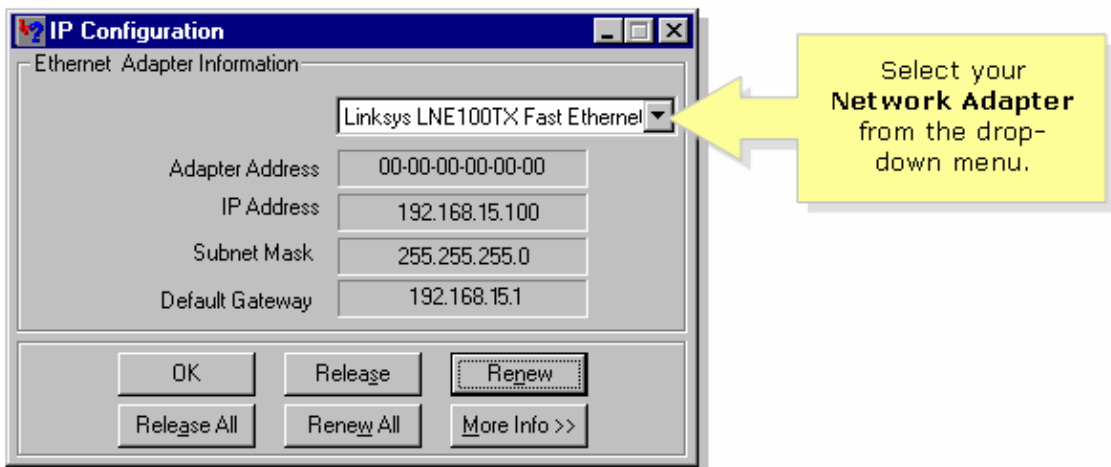 IP Configuration
Ethernet Adapter Information
Linksys LNE100TX Fast Ethernet
Select your
Network Adapter
from the drop-
down menu.
Adapter Address 00-00-00-00-00-00
IP Address 192.168.15.100
Subnet Mask 255.255.255.0
Default Gateway 192.168.15.1
OK Release Renew
Release All Renew All More Info >>